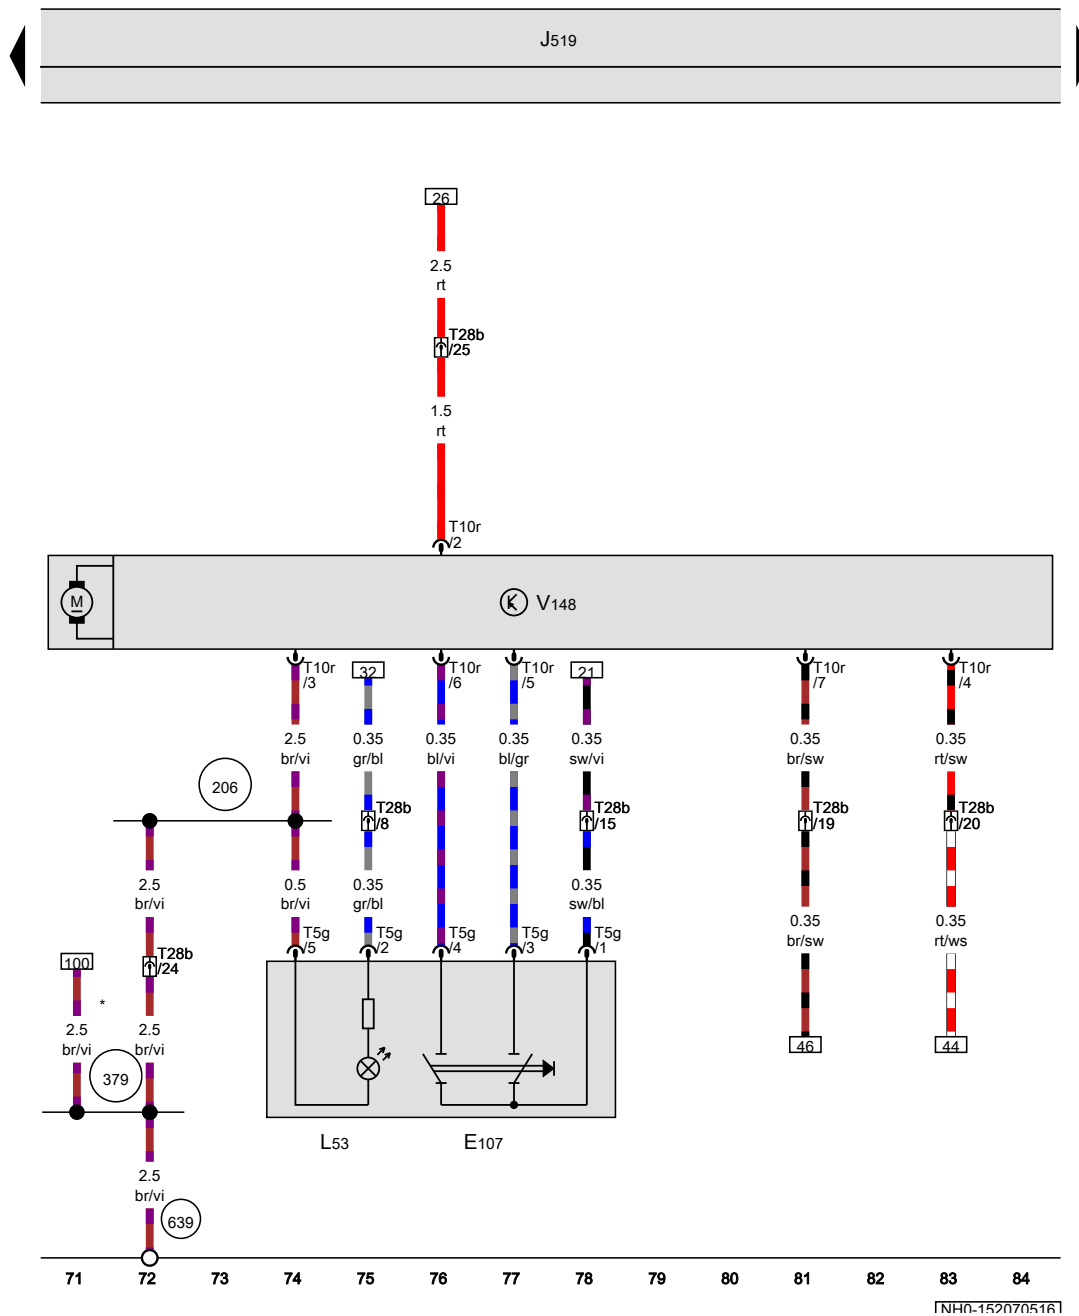 J519
26
2.5
rt
T28b
/25
1.5
rt
T10r
/2
M
V148
T10r
/3
32
T10r
/6
T10r
/5
21
T10r
/7
T10r
/4
2.5
br/vi
0.35
gr/bl
0.35
bl/vi
0.35
bl/gr
0.35
sw/vi
0.35
br/sw
0.35
rt/sw
206
T28b
/8
T28b
/15
T28b
/19
T28b
/20
2.5
br/vi
0.5
br/vi
0.35
gr/bl
0.35
sw/bl
0.35
br/sw
0.35
rt/ws
T5g
/5
T5g
/2
T5g
/4
T5g
/3
T5g
/1
100
T28b
/24
*
2.5
br/vi
2.5
br/vi
46
44
379
L53
E107
2.5
br/vi
639
71 72 73 74 75 76 77 78 79 80 81 82 83 84
NH0-152070516